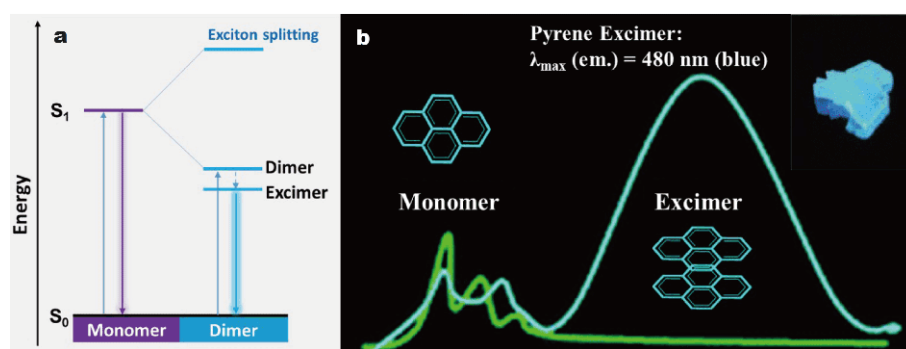 a
Exciton splitting
S₁
Dimer
Excimer
Energy
S₀
Monomer
Dimer
b
Pyrene Excimer:
λmax (em.) = 480 nm (blue)
Monomer
Excimer